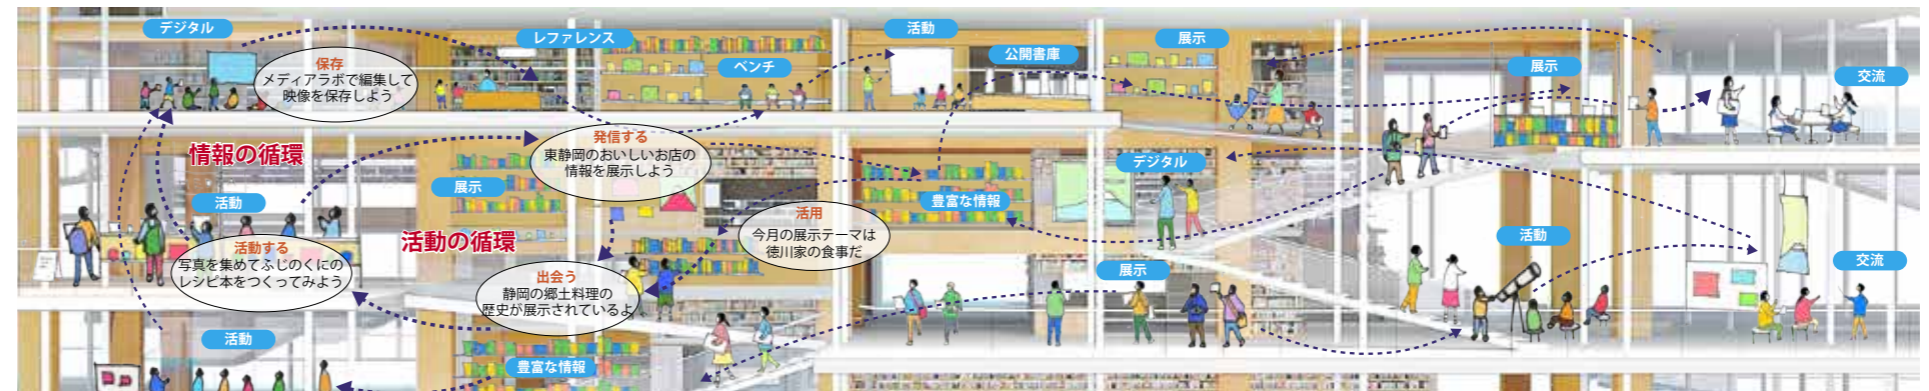 デジタル
保存
メディアラボで編集して
映像を保存しよう
レファレンス
ベンチ
活動
公開書庫
展示
展示
交流
情報の循環
活動
活動する
写真を集めてふじのくにの
レシピ本をつくってみよう
活動の循環
展示
発信する
東静岡のおいしいお店の
情報を展示しよう
出会う
静岡の郷土料理の
歴史が展示されているよ
活用
今月の展示テーマは
徳川家の食事だ
豊富な情報
デジタル
展示
活動
交流
活動
豊富な情報